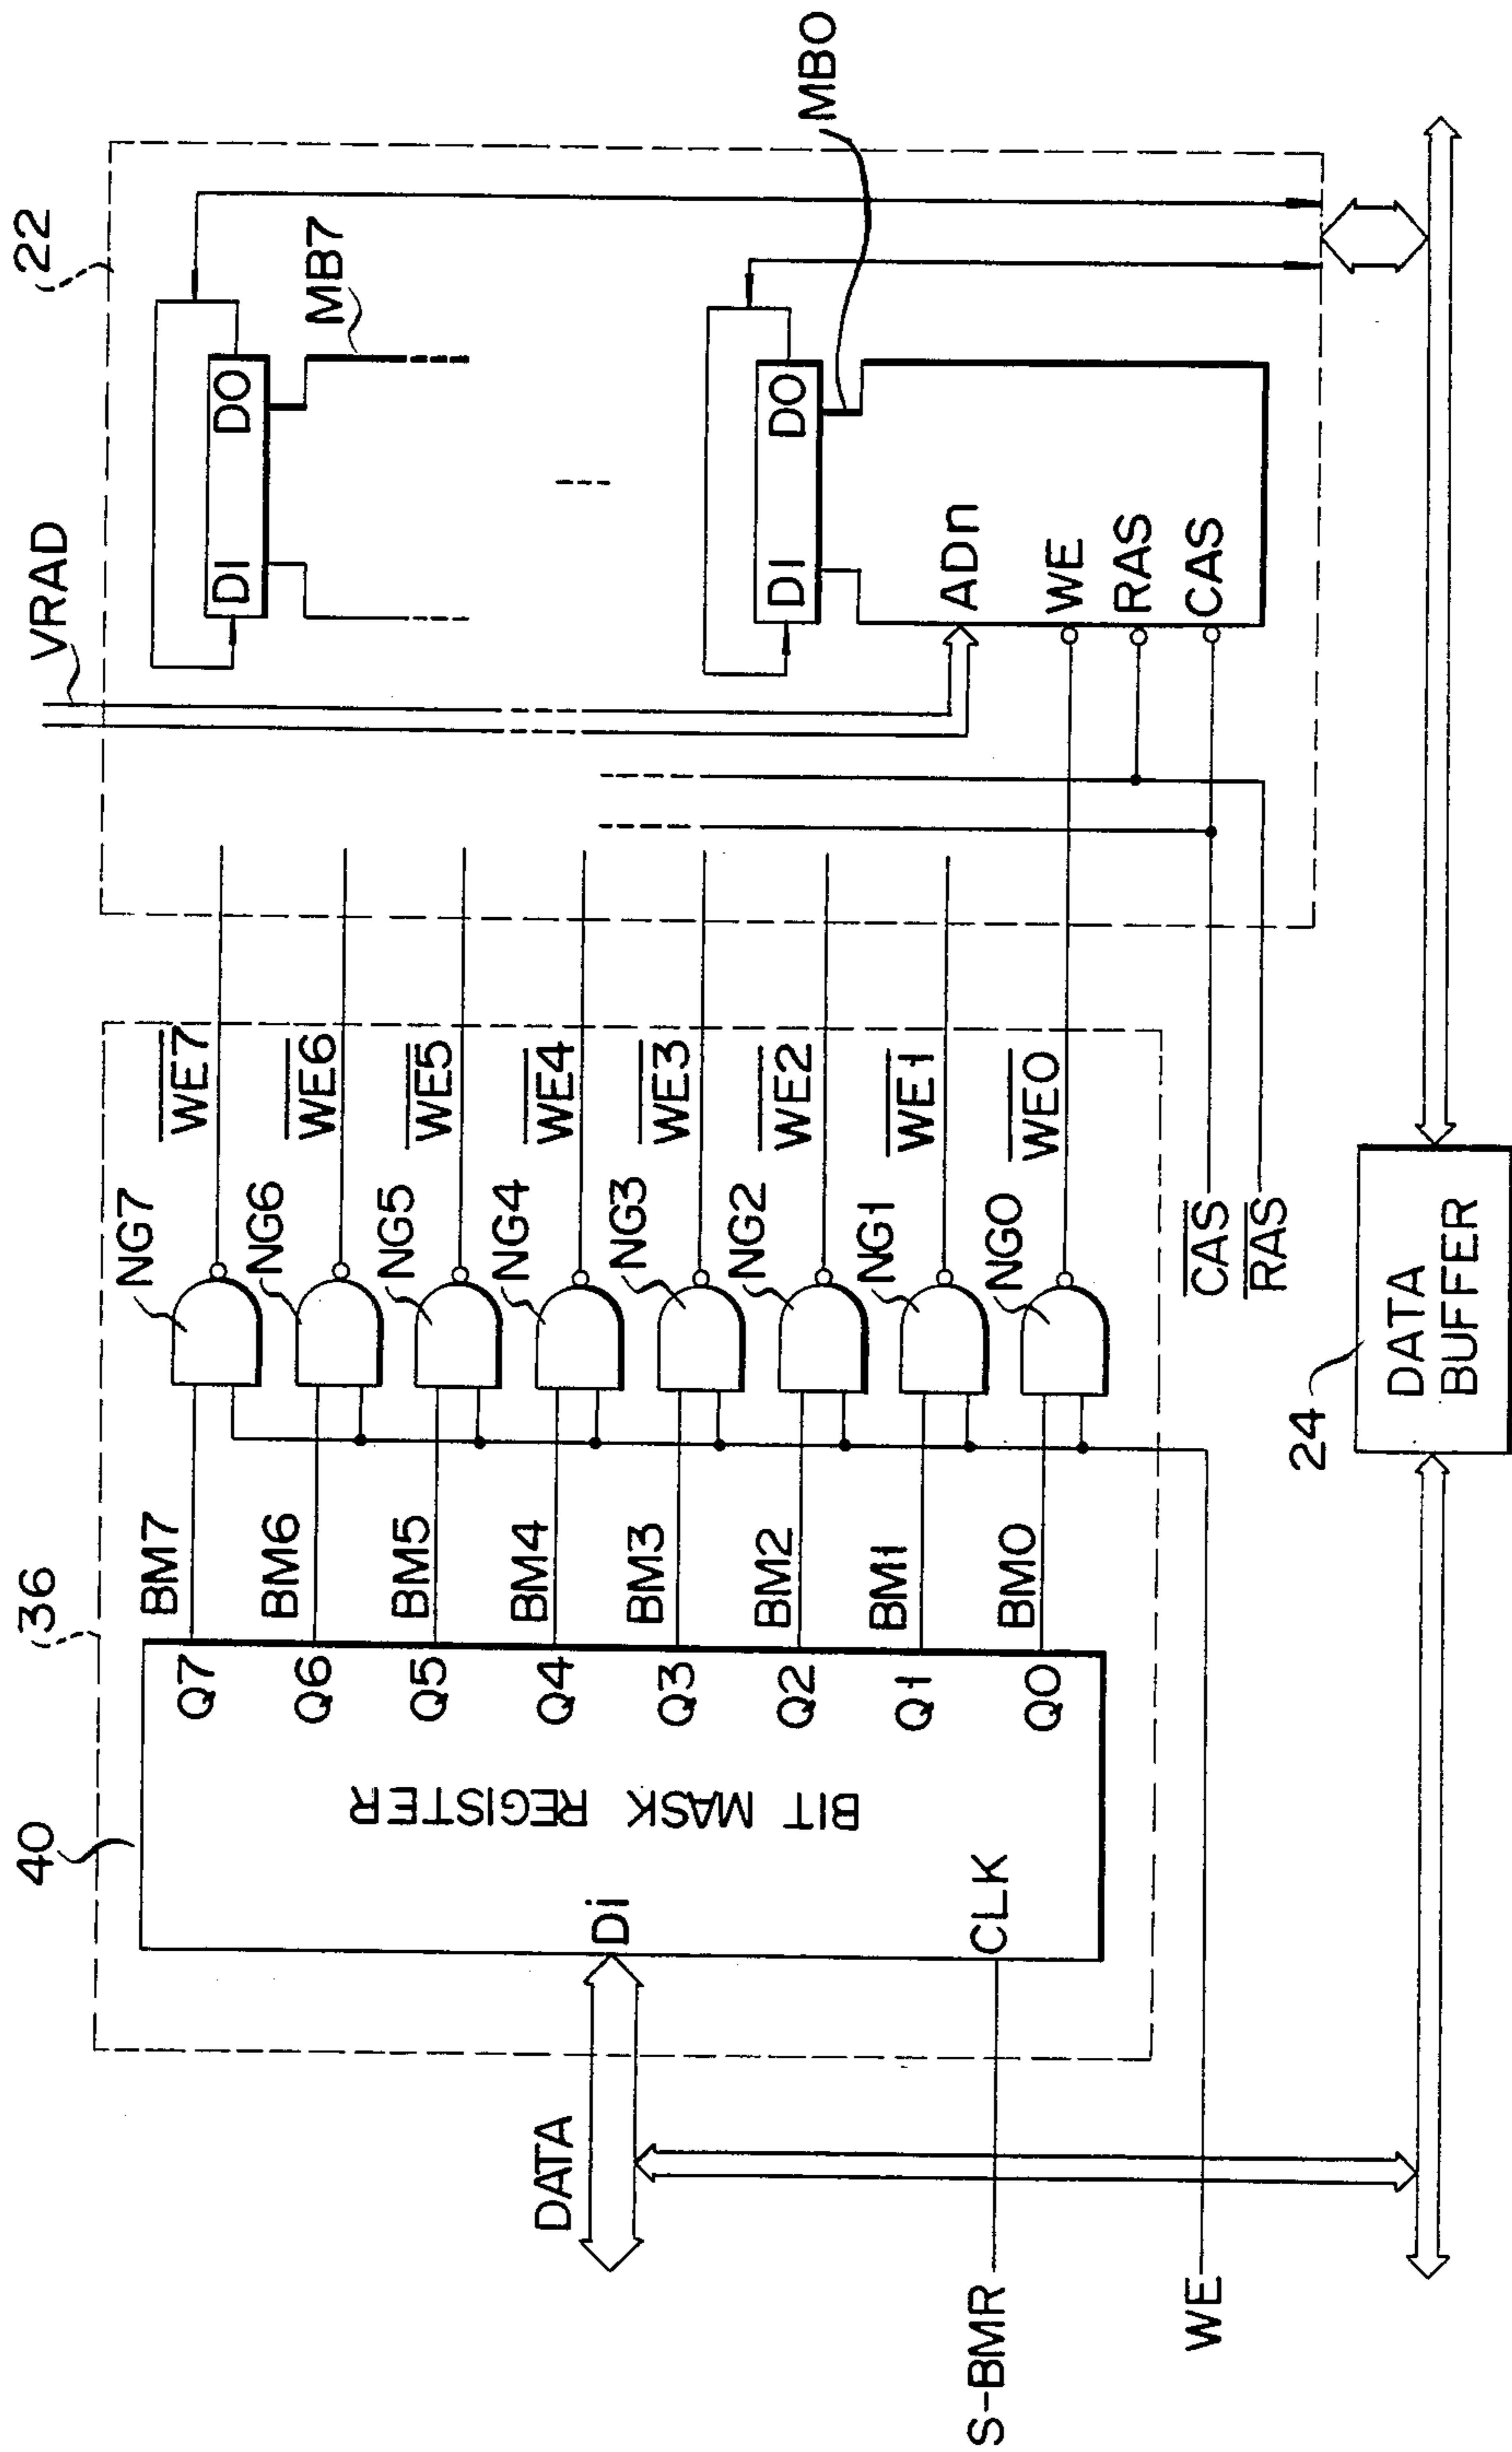 36
40
BIT MASK REGISTER
Di
CLK
Q7
Q6
Q5
Q4
Q3
Q2
Q1
Q0
BM7
BM6
BM5
BM4
BM3
BM2
BM1
BM0
NG7
NG6
NG5
NG4
NG3
NG2
NG1
NG0
WE7
WE6
WE5
WE4
WE3
WE2
WE1
WE0
DATA
S-BMR
WE
CAS
RAS
24
DATA
BUFFER
22
VRAD
DI
DO
MB7
DI
DO
MB0
ADn
WE
RAS
CAS